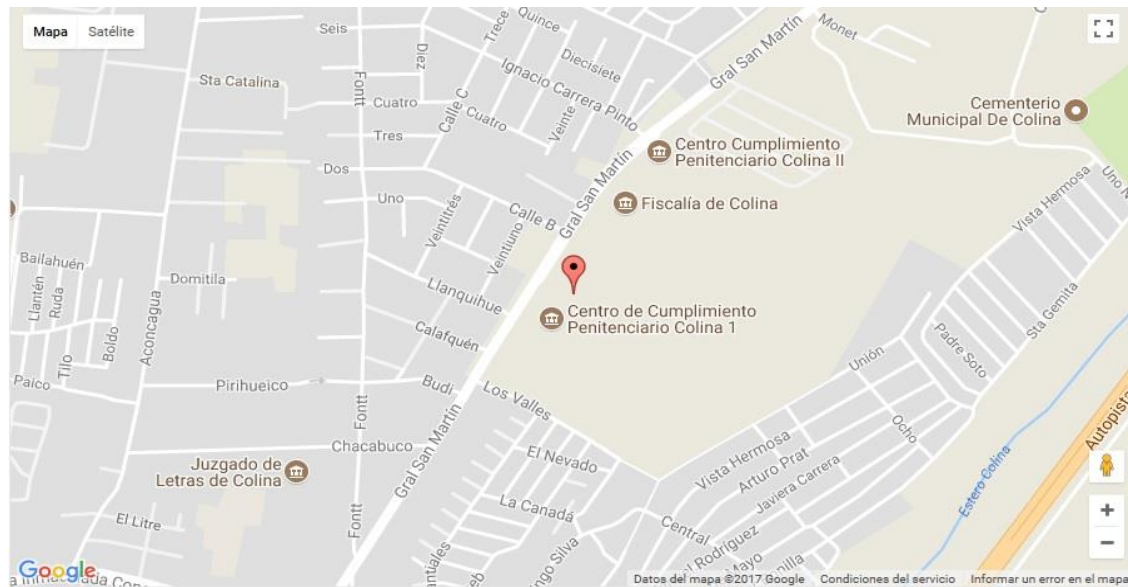 Mapa
Satélite
Seis
Quince
Trece
Diez
Diecisiete
Monet
Gral San Martín
Sta Catalina
Fontt
Calle C
Ignacio Carrera Pinto
Cuatro
Cuatro
Veinte
Cementerio
Municipal De Colina
Tres
Centro Cumplimiento
Penitenciario Colina II
Dos
Uno N
Uno
Veintitrés
Calle B
Gral San Martín
Fiscalía de Colina
Vista Hermosa
Veintiuno
Bailahuén
Domitila
Llanquihue
Llantén
Ruda
Aconcagua
Centro de Cumplimiento
Penitenciario Colina 1
Sta Gemita
Tilo
Boldo
Calafquén
Padre Soto
Unión
Paico
Pirihueico
Budi
Los Valles
Fontt
Ocho
Autopista
Chacabuco
Gral San Martín
El Nevado
Vista Hermosa
Arturo Prat
Javiera Carrera
Juzgado de
Letras de Colina
Estero Colina
La Canadá
El Litre
Fontt
Central
Rodríguez
Mayo
Silva
Google
Datos del mapa ©2017 Google
Condiciones del servicio
Informar un error en el mapa